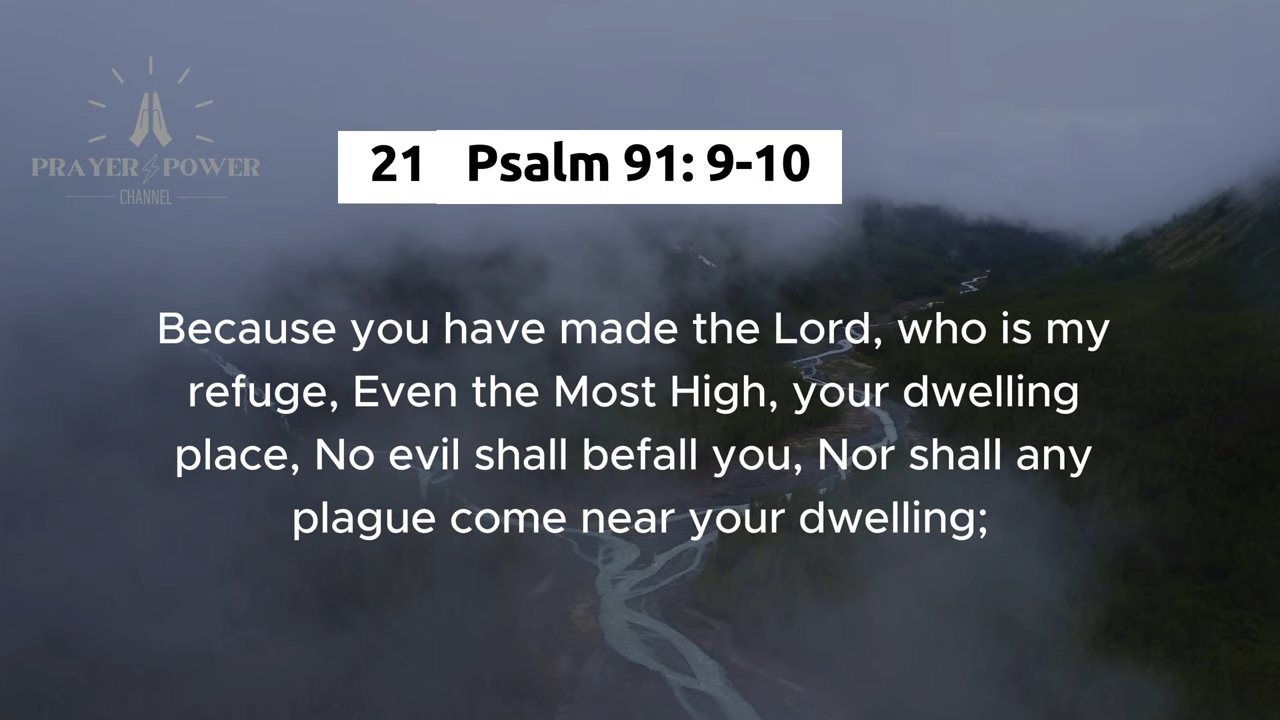 PRAYER POWER
CHANNEL
21 Psalm 91: 9-10
Because you have made the Lord, who is my
refuge, Even the Most High, your dwelling
place, No evil shall befall you, Nor shall any
plague come near your dwelling;